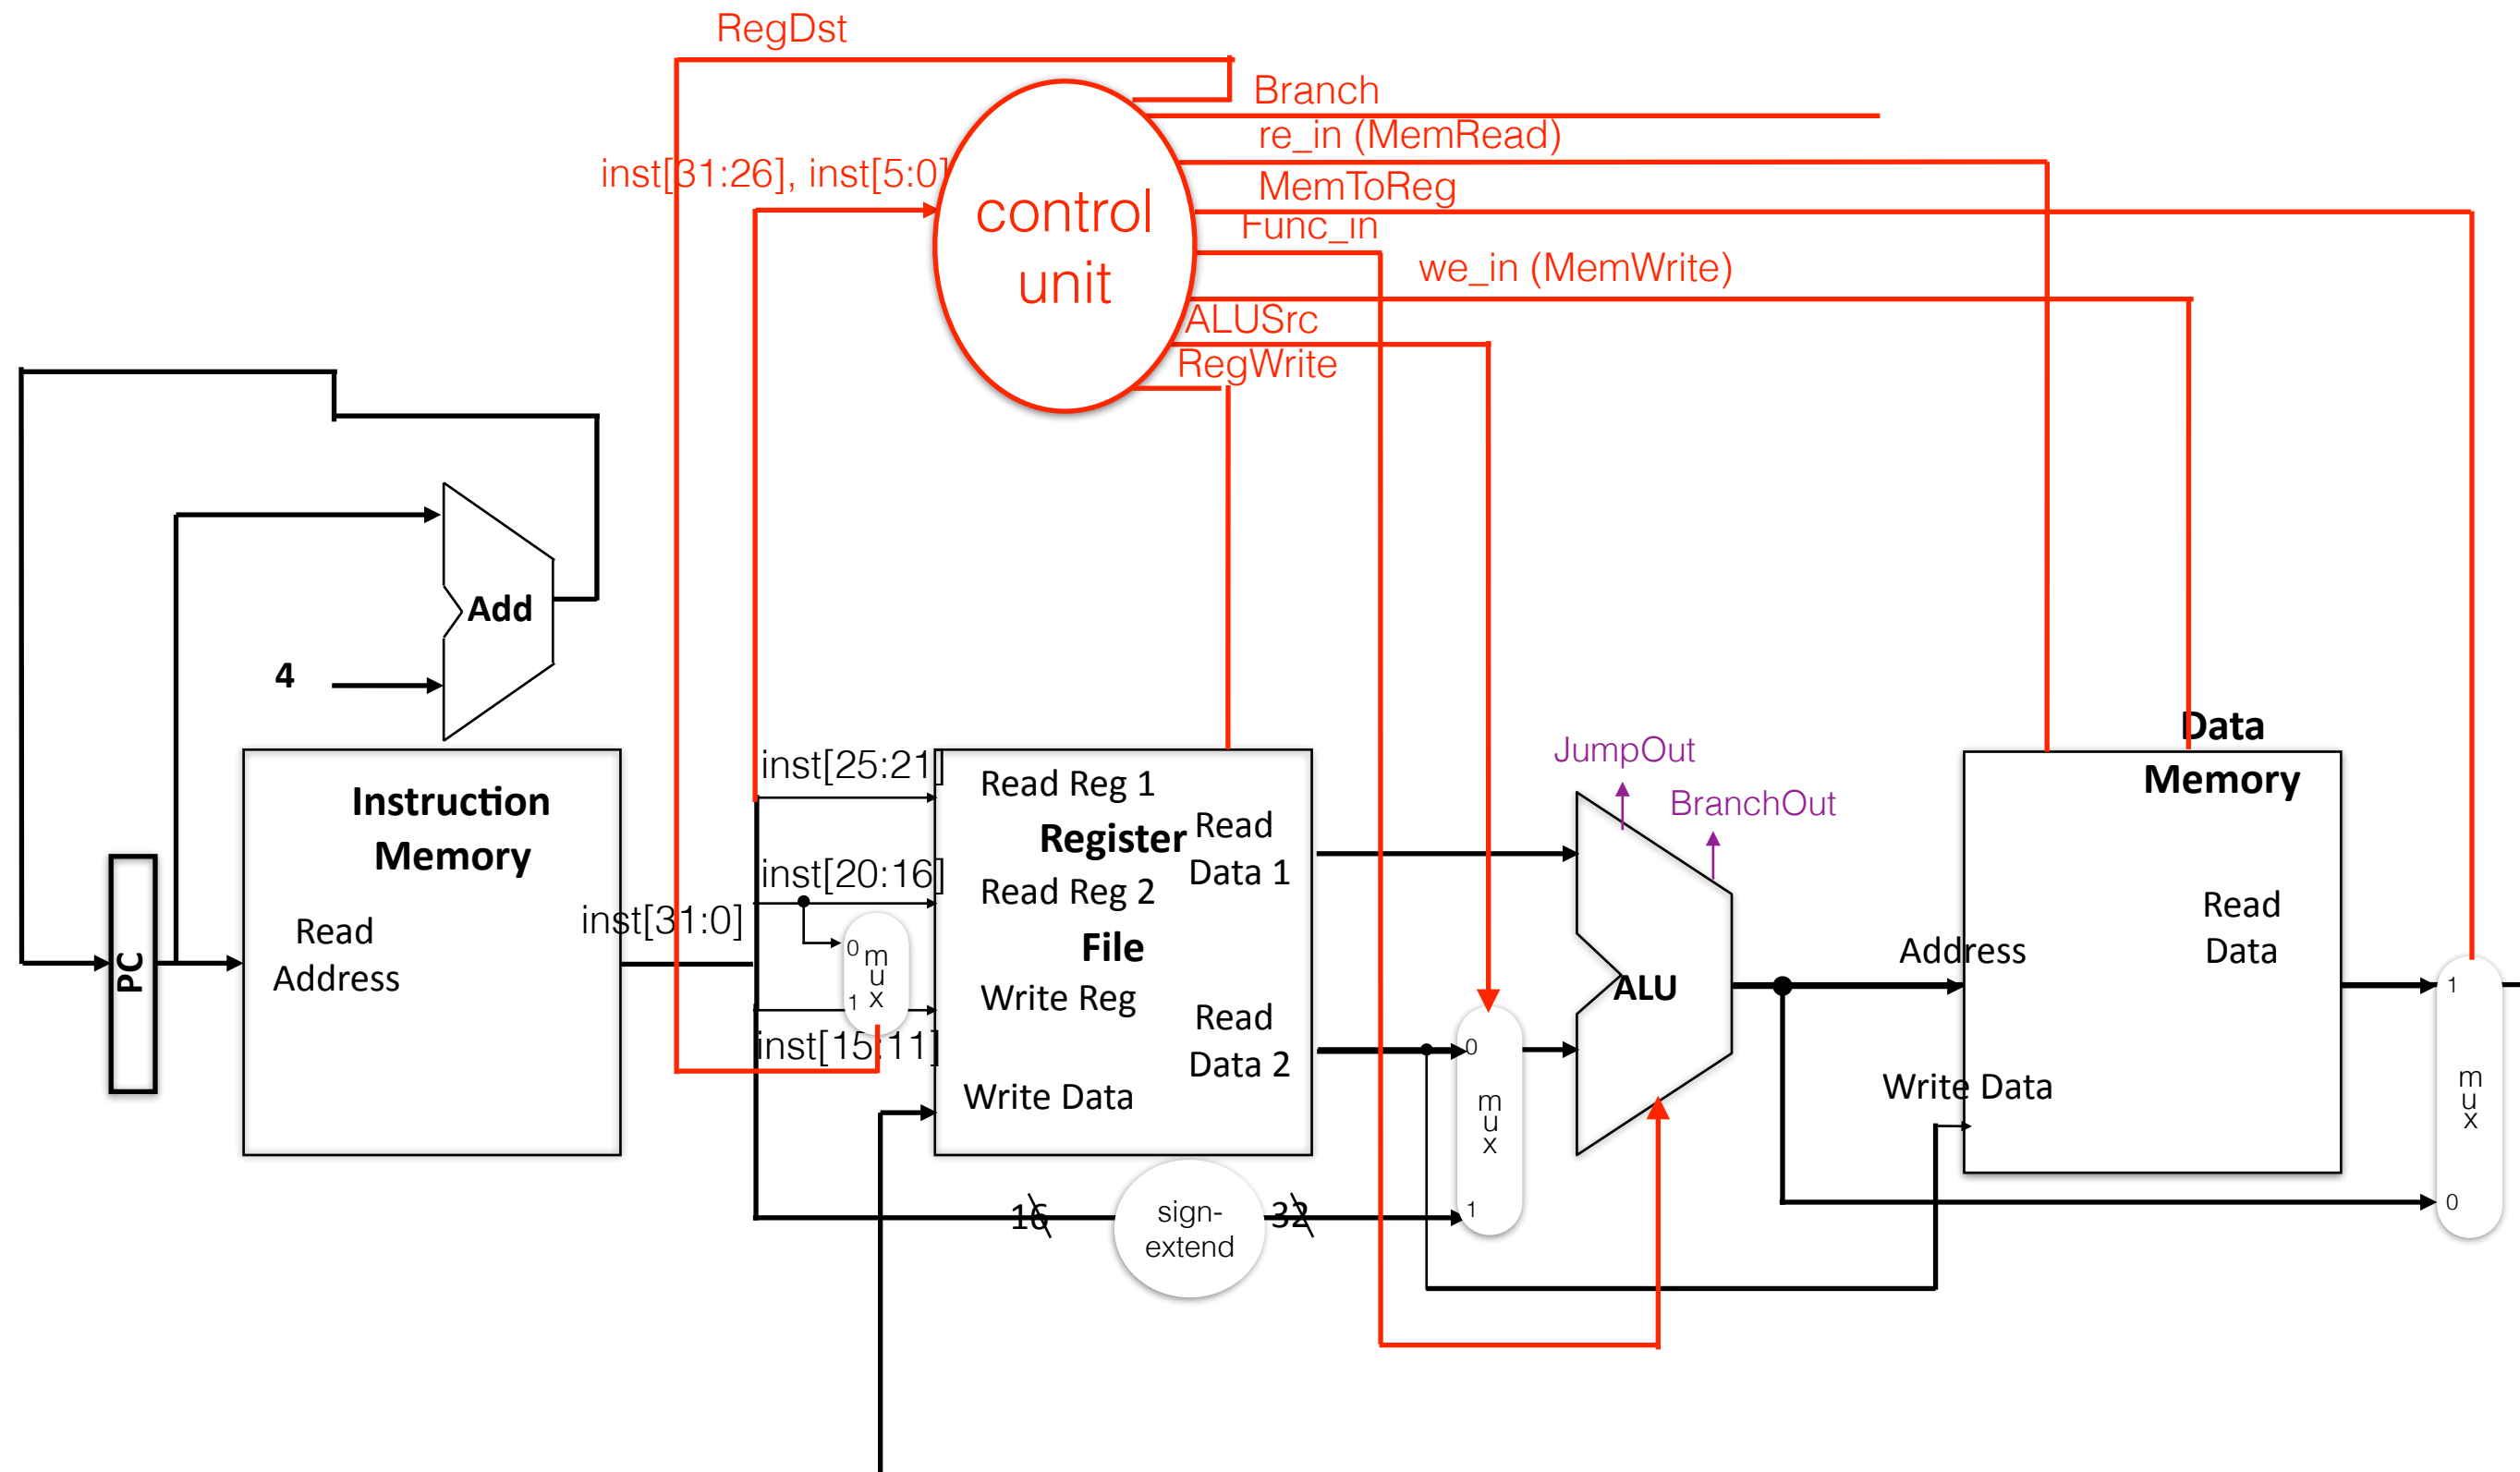 RegDst
Branch
re_in (MemRead)
inst[31:26], inst[5:0]
MemToReg
control
unit
Func_in
we_in (MemWrite)
ALUSrc
RegWrite
Add
4
Instruction
Memory
Read
Address
PC
inst[31:0]
inst[25:21]
inst[20:16]
inst[15:11]
0
1
mux
Read Reg 1
Register
File
Read Reg 2
Write Reg
Write Data
Read
Data 1
Read
Data 2
16
sign-
extend
32
0
mux
1
JumpOut
BranchOut
ALU
Data
Memory
Address
Read
Data
Write Data
1
mux
0